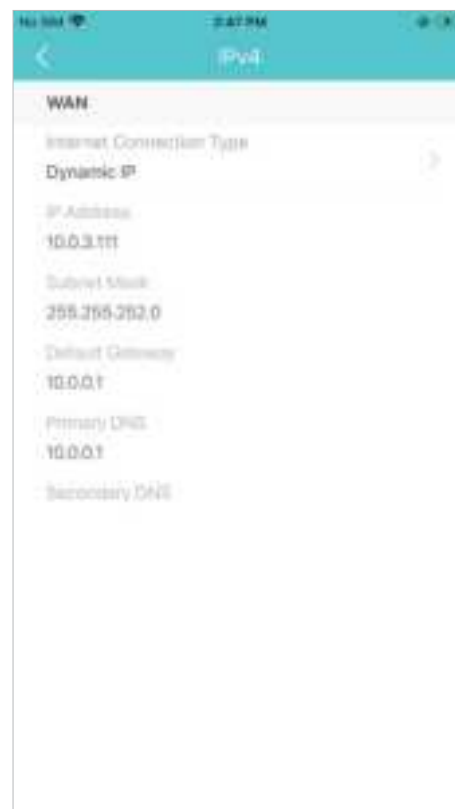 No SIM 2:47 PM
IPv4
WAN
Internet Connection Type
Dynamic IP
IP Address
10.0.3.111
Subnet Mask
255.255.252.0
Default Gateway
10.0.0.1
Primary DNS
10.0.0.1
Secondary DNS